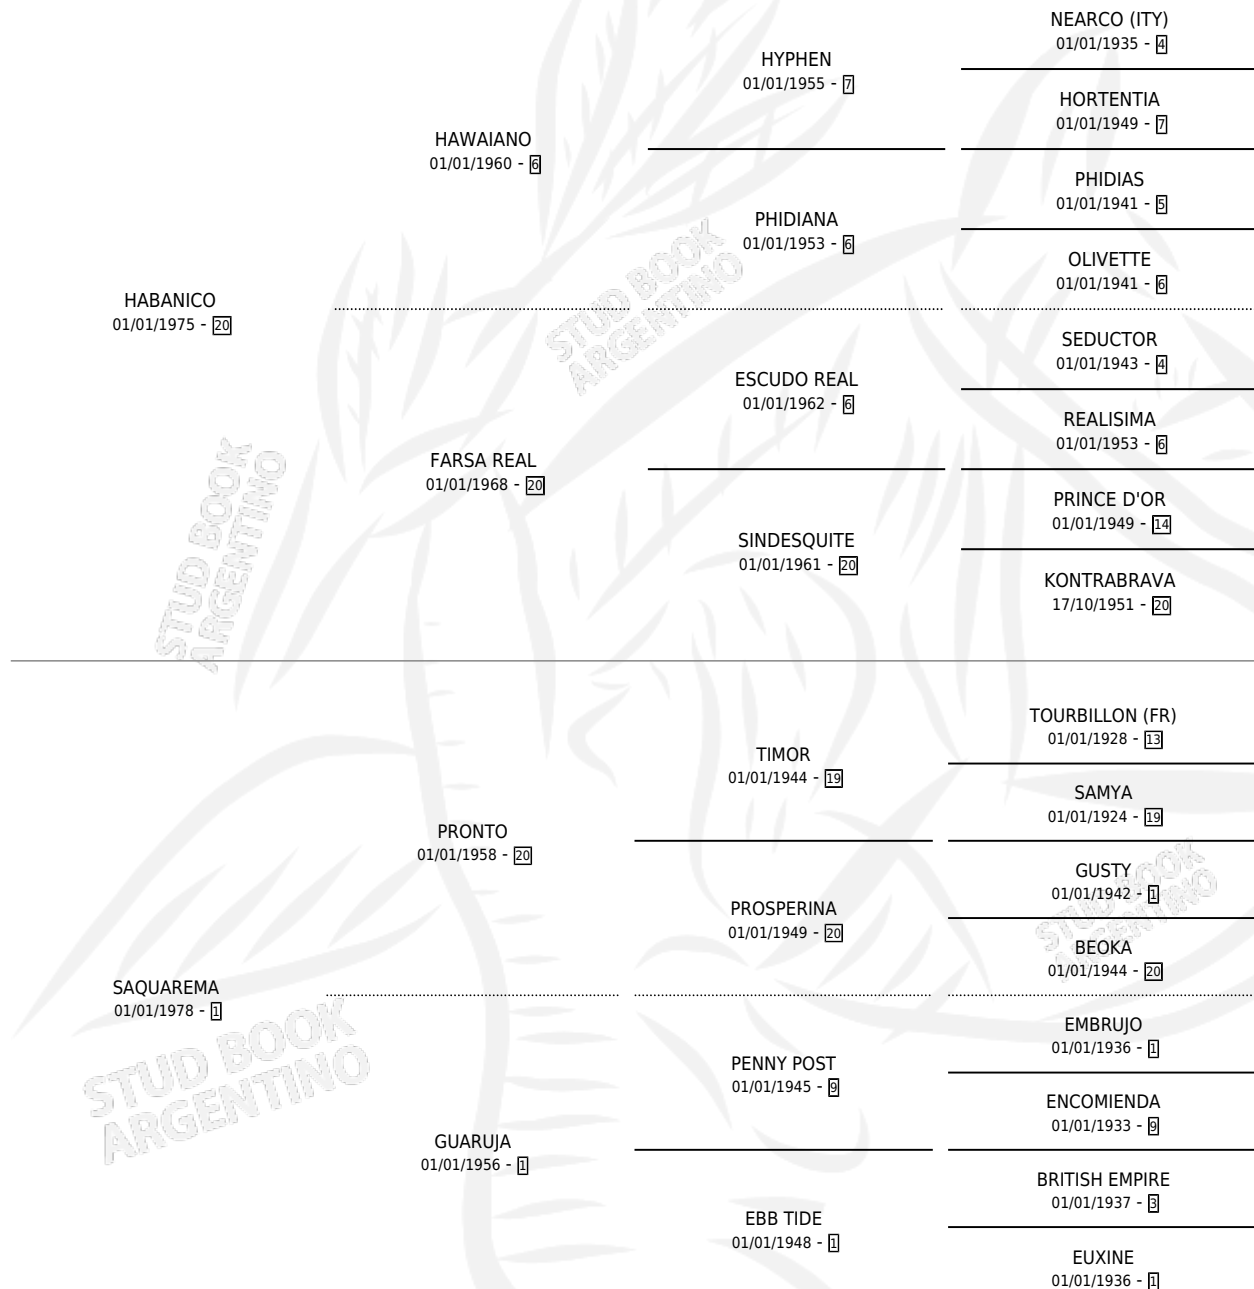 NEARCO (ITY)
01/01/1935 - 4
HYPHEN
01/01/1955 - 7
HORTENTIA
01/01/1949 - 7
HAWAIANO
01/01/1960 - 6
PHIDIAS
01/01/1941 - 5
PHIDIANA
01/01/1953 - 6
OLIVETTE
01/01/1941 - 6
HABANICO
01/01/1975 - 20
SEDUCTOR
01/01/1943 - 4
ESCUDO REAL
01/01/1962 - 6
REALISIMA
01/01/1953 - 6
FARSA REAL
01/01/1968 - 20
PRINCE D'OR
01/01/1949 - 14
SINDESQUITE
01/01/1961 - 20
KONTRABRAVA
17/10/1951 - 20
TOURBILLON (FR)
01/01/1928 - 13
TIMOR
01/01/1944 - 19
SAMYA
01/01/1924 - 19
PRONTO
01/01/1958 - 20
GUSTY
01/01/1942 - 1
PROSPERINA
01/01/1949 - 20
BEOKA
01/01/1944 - 20
SAQUAREMA
01/01/1978 - 1
EMBRUJO
01/01/1936 - 1
PENNY POST
01/01/1945 - 9
ENCOMIENDA
01/01/1933 - 9
GUARUJA
01/01/1956 - 1
BRITISH EMPIRE
01/01/1937 - 3
EBB TIDE
01/01/1948 - 1
EUXINE
01/01/1936 - 1
STUD BOOK
ARGENTINO
STUD BOOK
ARGENTINO
STUD BOOK
ARGENTINO
STUD BOOK
ARGENTINO